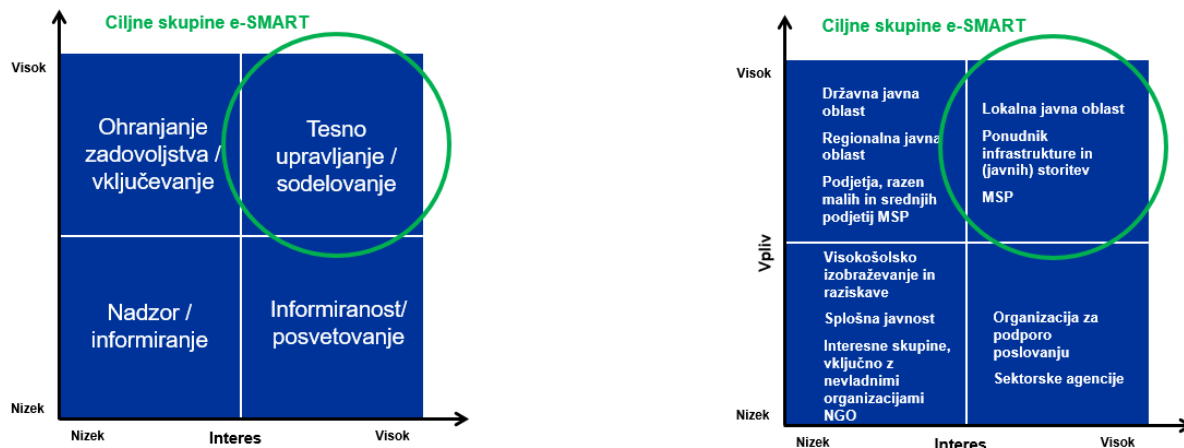 Ciljne skupine e-SMART
Visok
Ohranjanje
zadovoljstva /
vključevanje
Tesno
upravljanje /
sodelovanje
Nadzor /
informiranje
Informiranost/
posvetovanje
Nizek
Nizek
Interes
Visok
Ciljne skupine e-SMART
Visok
Vpliv
Državna javna
oblast
Regionalna javna
oblast
Podjetja, razen
malih in srednjih
podjetij MSP
Lokalna javna oblast
Ponudnik
infrastrukture in
(javnih) storitev
MSP
Visokošolsko
izobraževanje in
raziskave
Splošna javnost
Interesne skupine,
vključno z
nevladnimi
organizacijami
NGO
Organizacija za
podporo
poslovanju
Sektorske agencije
Nizek
Nizek
Interes
Visok